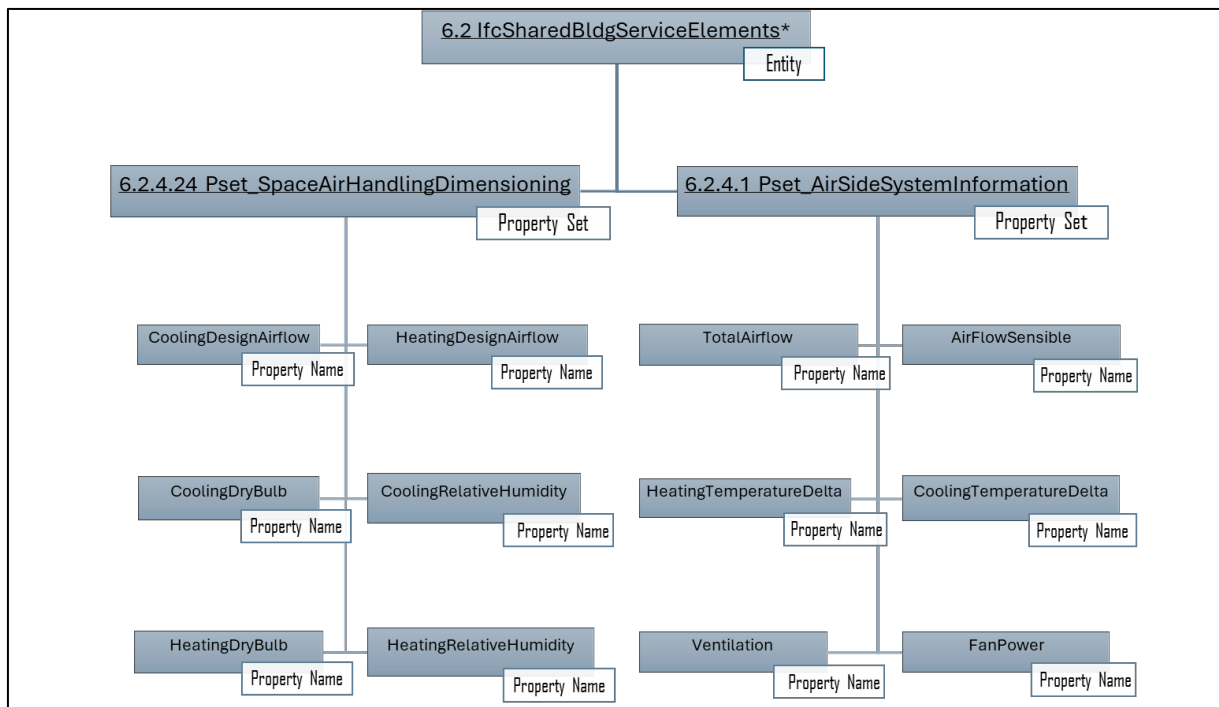 6.2 IfcSharedBldgServiceElements*
Entity
6.2.4.24 Pset_SpaceAirHandlingDimensioning
Property Set
6.2.4.1 Pset_AirSideSystemInformation
Property Set
CoolingDesignAirflow
Property Name
HeatingDesignAirflow
Property Name
TotalAirflow
Property Name
AirFlowSensible
Property Name
CoolingDryBulb
Property Name
CoolingRelativeHumidity
Property Name
HeatingTemperatureDelta
Property Name
CoolingTemperatureDelta
Property Name
HeatingDryBulb
Property Name
HeatingRelativeHumidity
Property Name
Ventilation
Property Name
FanPower
Property Name